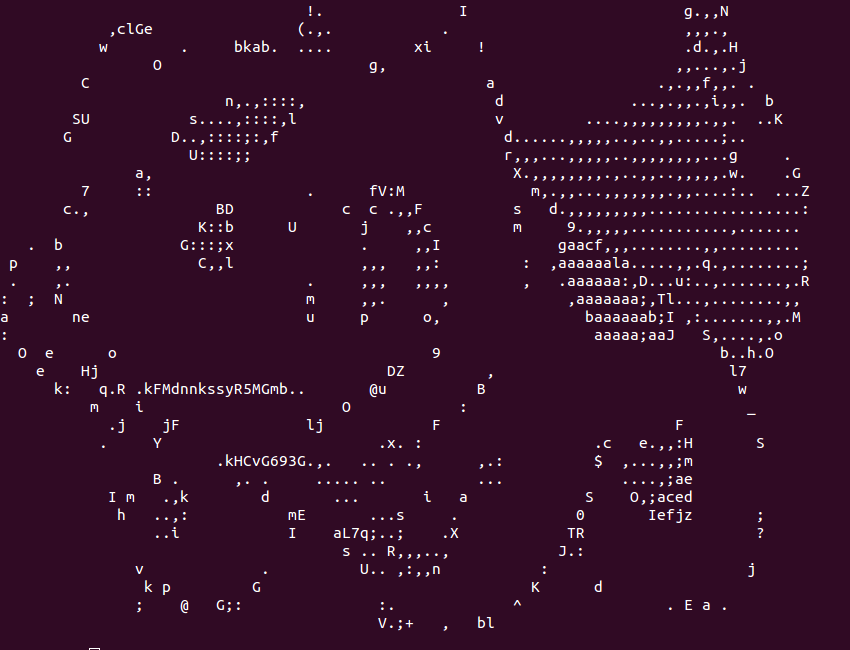 !. I g.,,N
,clGe (.,. . ,,,.,
w . bkab. .... xi ! .d.,.H
O g, ,,...,.j
C a .,.,,f,,. .
n,.,::::, d ...,.,,.,i,,. b
SU s....,::::,l v ....,,,,,,,,,.,,. ..K
G D..,::::;:,f d......,,,,,..,..,,.....;..
U::::;; r,,,...,,,,,...,,.,,,,,,...g .
a, X.,,,,,,,,.,,..,,..,,,,,.w. .G
7 :: . fV:M m,.,,...,,,,,,,.,,....:.. ...Z
c., BD c c .,,F s d.,,,,,,,,,.................:
K::b U j ,,c m 9.,,,,,...........,.......
. b G:::;x . ,,I gaacf,,,........,,.........
p ,, C,,l ,,, ,,: : ,aaaaaala.....,,.q.,........;
. ,. . ,,, ,,,, , .aaaaaa:,D...u:..,........,.R
: ; N m ,,. , ,aaaaaaa;,Tl...,........,,
a ne u p o, baaaaaab;I ,:.......,,.M
: aaaaa;aaJ S,....,.o
O e o 9 b..h.O
e Hj DZ , l7
k: q.R .kFMdnnkssyR5MGmb.. @u B w
m i O : _
.j jF lj F F
. Y .x. : .c e.,,:H S
.kHCvG693G.,. .. . ., ,.: $ ,...,,;m
B . ,. . ..... .. ... ....,;ae
I m .,k d ... i a S O,;aced
h ..,: mE ...s . 0 Iefjz ;
..i I aL7q;..; .X TR ?
s .. R,,,.., J.:
v . U.. ,:,,n : j
k p G K d
; @ G;: :. ^ . E a .
V.;+ , bl